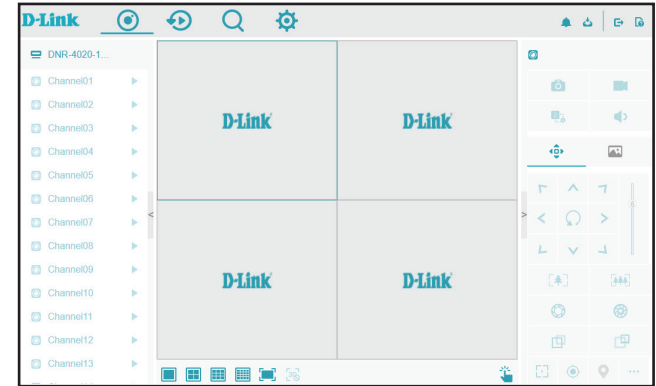 D-Link
DNR-4020-1...
Channel01
Channel02
Channel03
Channel04
Channel05
Channel06
Channel07
Channel08
Channel09
Channel10
Channel11
Channel12
Channel13
D-Link
D-Link
D-Link
D-Link